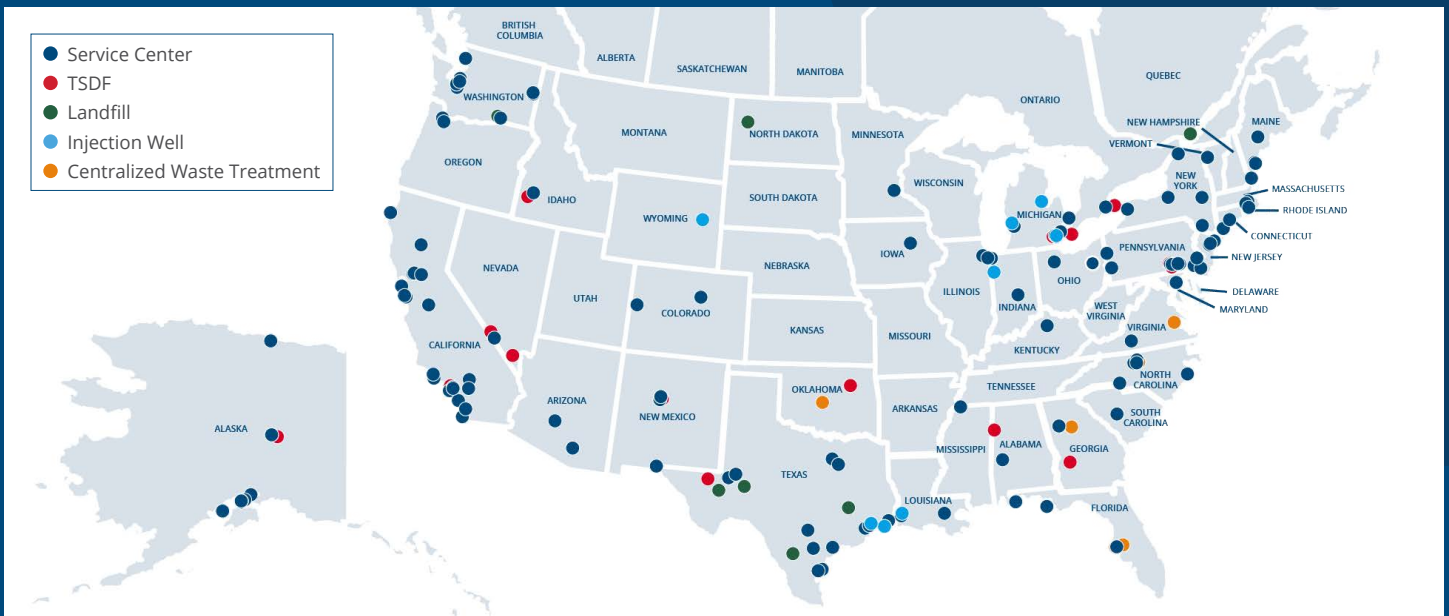 Service Center
TSDF
Landfill
Injection Well
Centralized Waste Treatment
BRITISH
COLUMBIA
ALBERTA
SASKATCHEWAN
MANITOBA
ONTARIO
QUEBEC
WASHINGTON
MONTANA
NORTH DAKOTA
MINNESOTA
NEW HAMPSHIRE
MAINE
VERMONT
OREGON
IDAHO
WYOMING
SOUTH DAKOTA
WISCONSIN
MICHIGAN
NEW
YORK
MASSACHUSETTS
RHODE ISLAND
CONNECTICUT
NEVADA
UTAH
COLORADO
NEBRASKA
IOWA
ILLINOIS
INDIANA
OHIO
PENNSYLVANIA
NEW JERSEY
DELAWARE
MARYLAND
WEST
VIRGINIA
VIRGINIA
CALIFORNIA
KANSAS
MISSOURI
KENTUCKY
ARIZONA
NEW MEXICO
OKLAHOMA
ARKANSAS
TENNESSEE
NORTH
CAROLINA
SOUTH
CAROLINA
ALASKA
TEXAS
LOUISIANA
MISSISSIPPI
ALABAMA
GEORGIA
FLORIDA